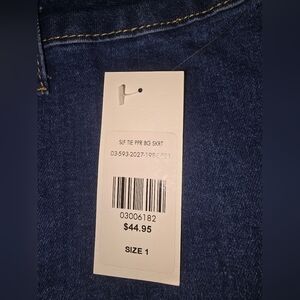 SLF TIE PPR BG SKRT
03006182
$44.95
SIZE 1